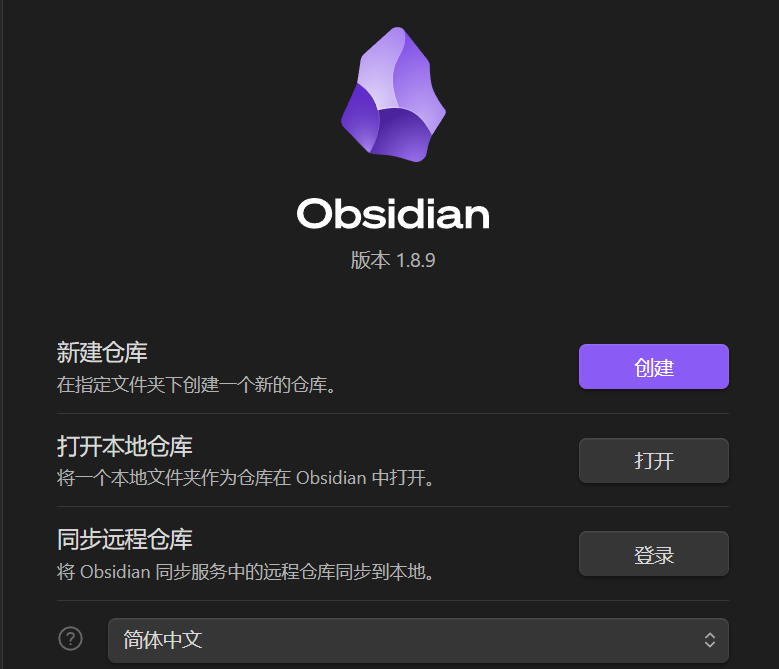 Obsidian
版本 1.8.9
新建仓库
在指定文件夹下创建一个新的仓库。
创建
打开本地仓库
将一个本地文件夹作为仓库在 Obsidian 中打开。
打开
同步远程仓库
将 Obsidian 同步服务中的远程仓库同步到本地。
登录
?
简体中文